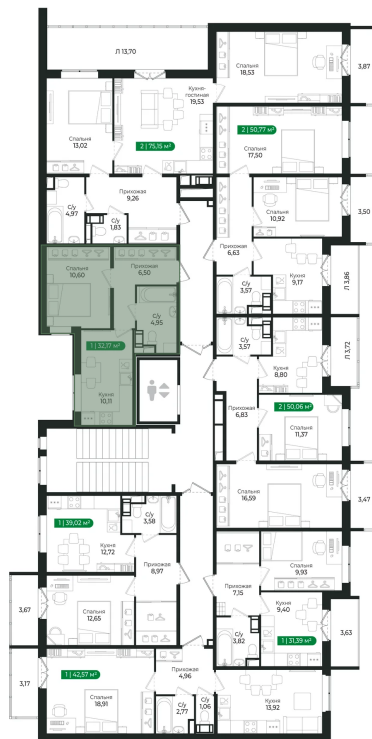 Л 13,70
Спальня
18,53
3,87
Кухня-
гостиная
19,53
Спальня
13,02
2 | 75,15 м²
2 | 50,77 м²
Спальня
17,50
С/у
4,97
С/у
1,83
Прихожая
9,26
Спальня
10,92
3,50
Прихожая
6,63
С/у
3,57
Кухня
9,17
Л 3,86
Спальня
10,60
Прихожая
6,50
С/у
4,95
1 | 32,17 м²
Кухня
10,11
С/у
3,57
Кухня
8,80
Л 3,72
Прихожая
6,83
2 | 50,06 м²
Спальня
11,37
Спальня
16,59
3,47
1 | 39,02 м²
Кухня
12,72
С/у
3,58
Прихожая
8,97
Спальня
9,93
Прихожая
7,15
Кухня
9,40
1 | 31,39 м²
С/у
3,82
3,63
3,67
Спальня
12,65
3,17
1 | 42,57 м²
Спальня
18,91
Прихожая
4,96
С/у
2,77
С/у
1,06
Кухня
13,92